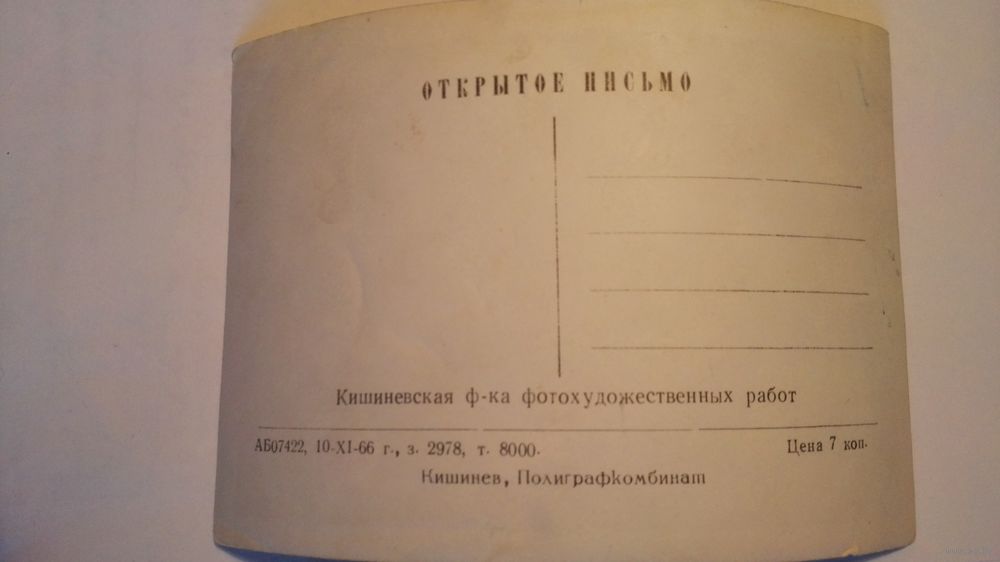 ОТКРЫТОЕ ПИСЬМО
Кишиневская ф-ка фотохудожественных работ
АБ07422, 10-XI-66 г., з. 2978, т. 8000.
Цена 7 коп.
Кишинев, Полиграфкомбинат